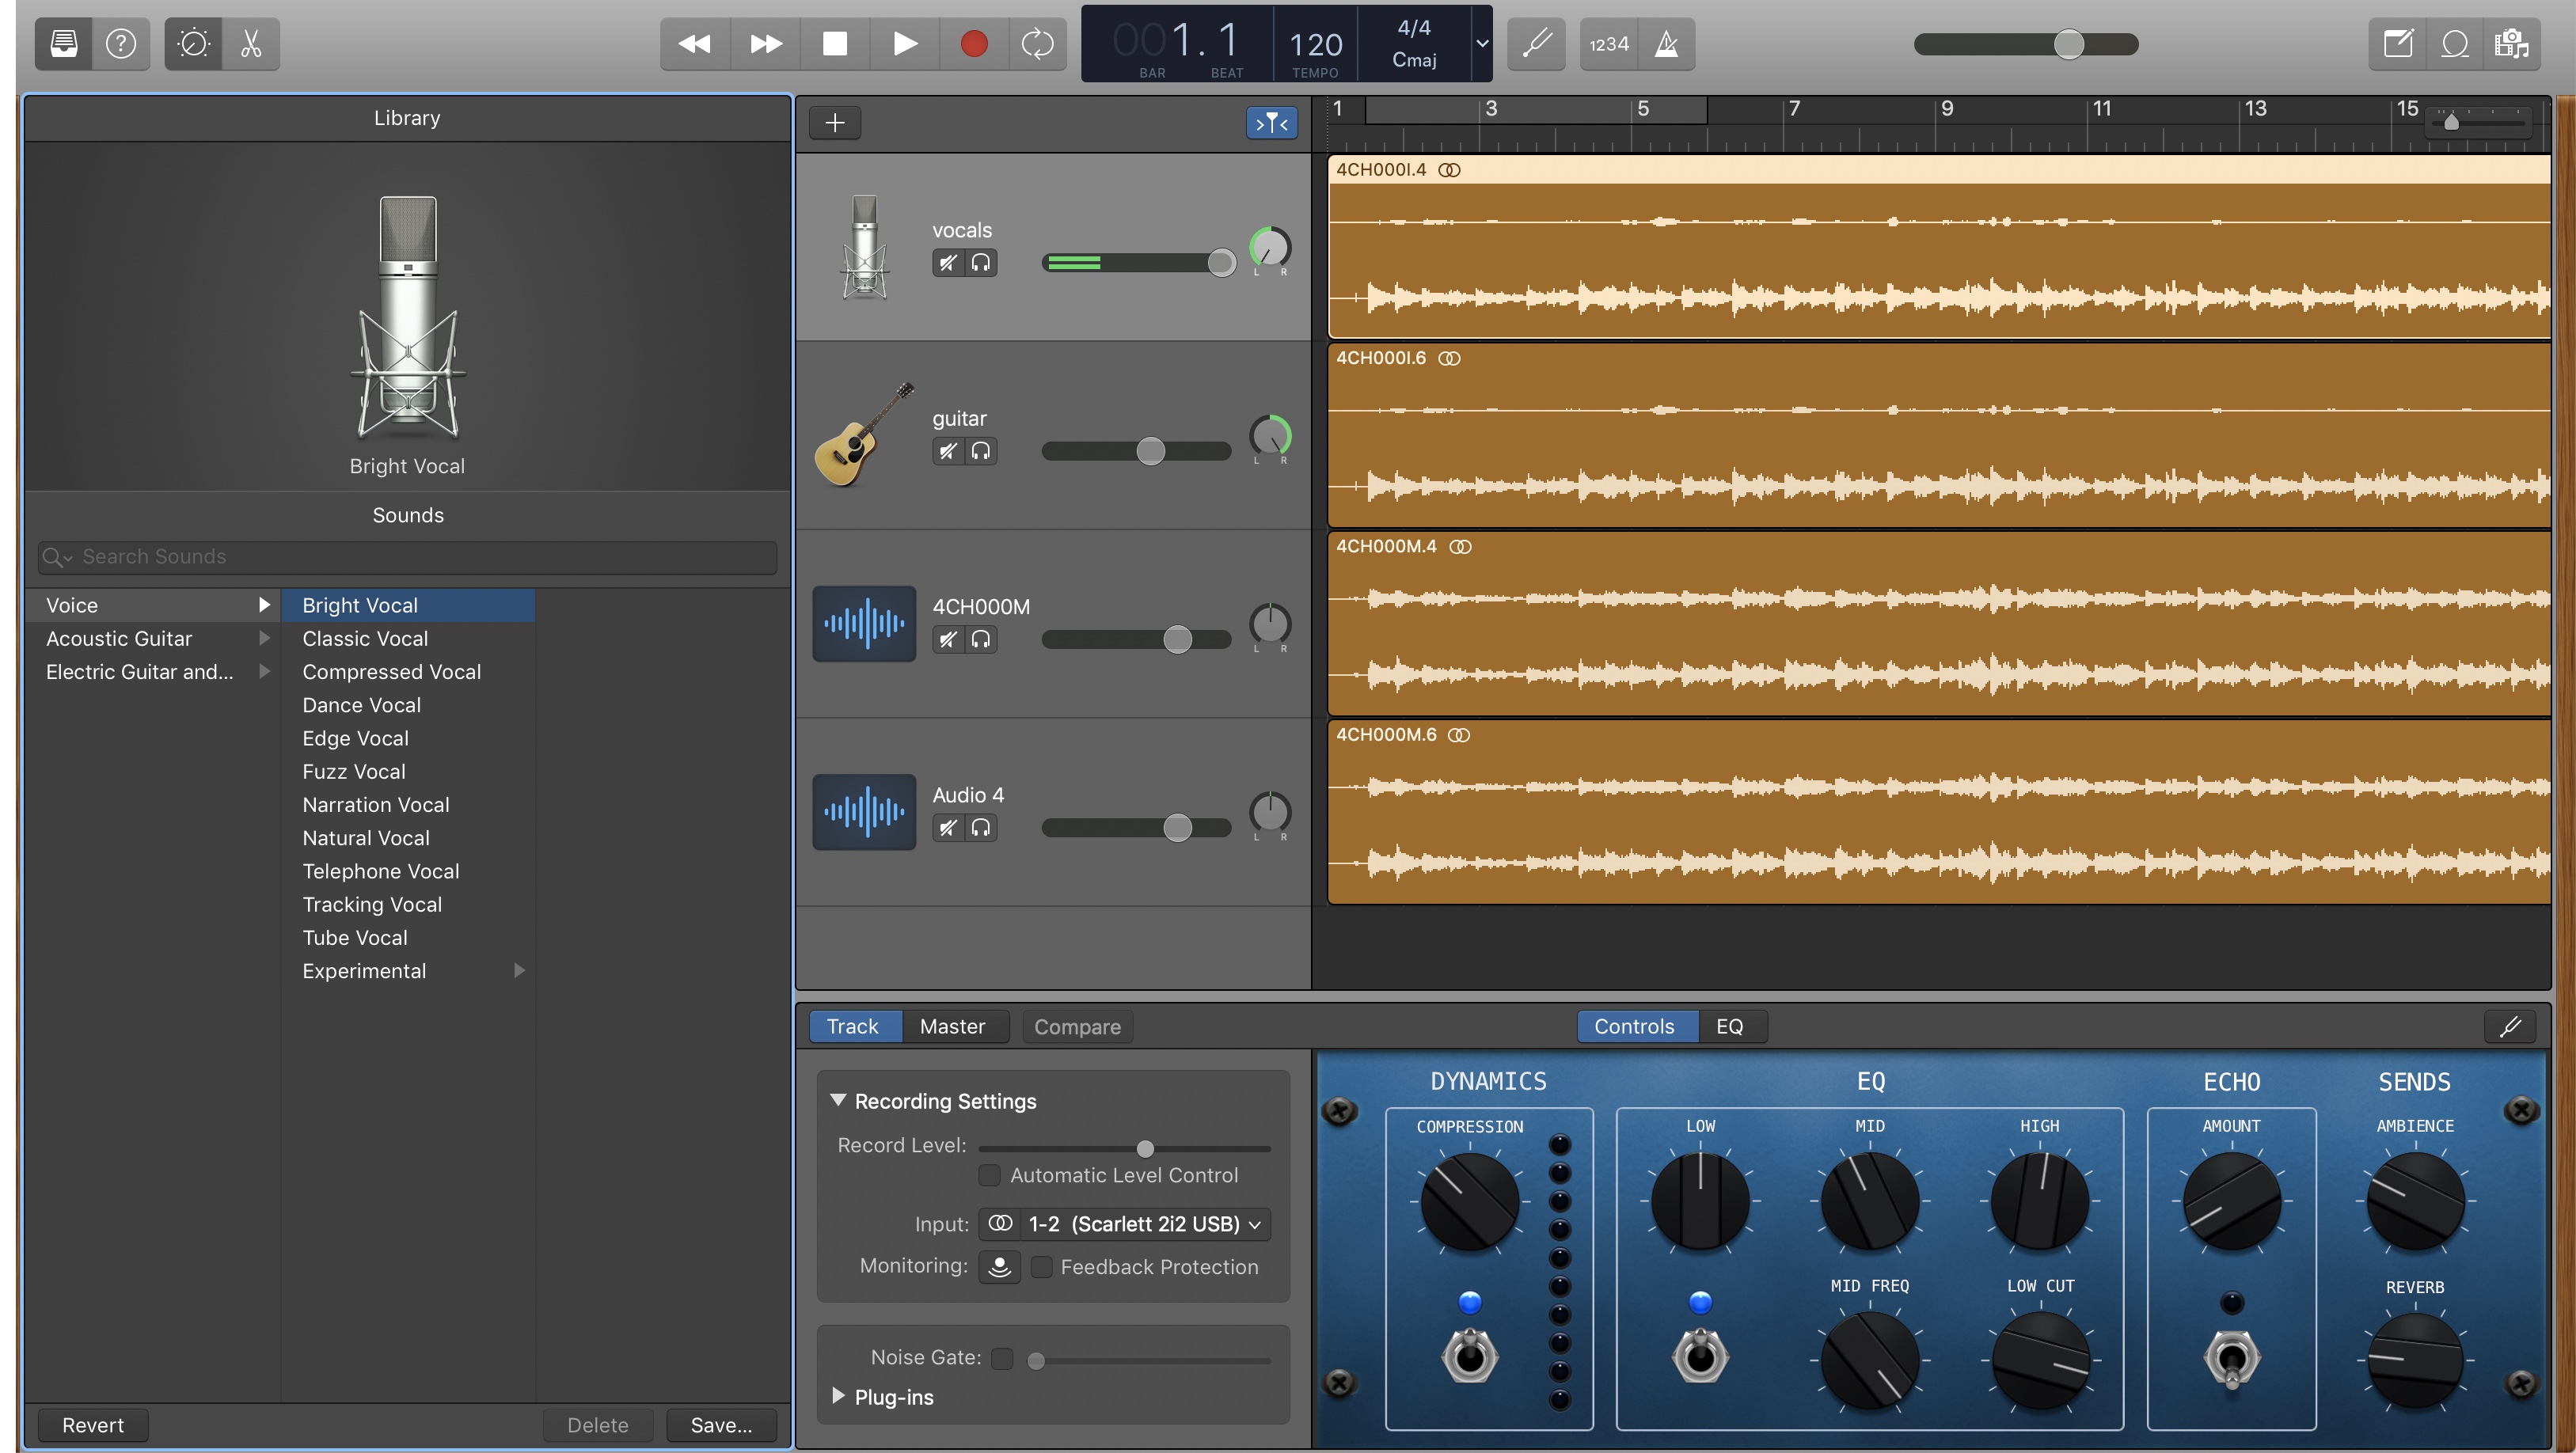 001. 1
BAR
BEAT
120
TEMPO
4/4
Cmaj
1234
Library
Bright Vocal
Sounds
Search Sounds
Voice
Acoustic Guitar
Electric Guitar and...
Bright Vocal
Classic Vocal
Compressed Vocal
Dance Vocal
Edge Vocal
Fuzz Vocal
Narration Vocal
Natural Vocal
Telephone Vocal
Tracking Vocal
Tube Vocal
Experimental
Revert
Delete
Save...
1 3 5 7 9 11 13 15
vocals
L R
4CH000I.4
guitar
L R
4CH000I.6
4CH000M
L R
4CH000M.4
Audio 4
L R
4CH000M.6
Track
Master
Compare
Controls
EQ
Recording Settings
Record Level:
Automatic Level Control
Input: 1-2 (Scarlett 2i2 USB)
Monitoring: Feedback Protection
Noise Gate:
Plug-ins
DYNAMICS
COMPRESSION
EQ
LOW
MID
HIGH
MID FREQ
LOW CUT
ECHO
AMOUNT
SENDS
AMBIENCE
REVERB